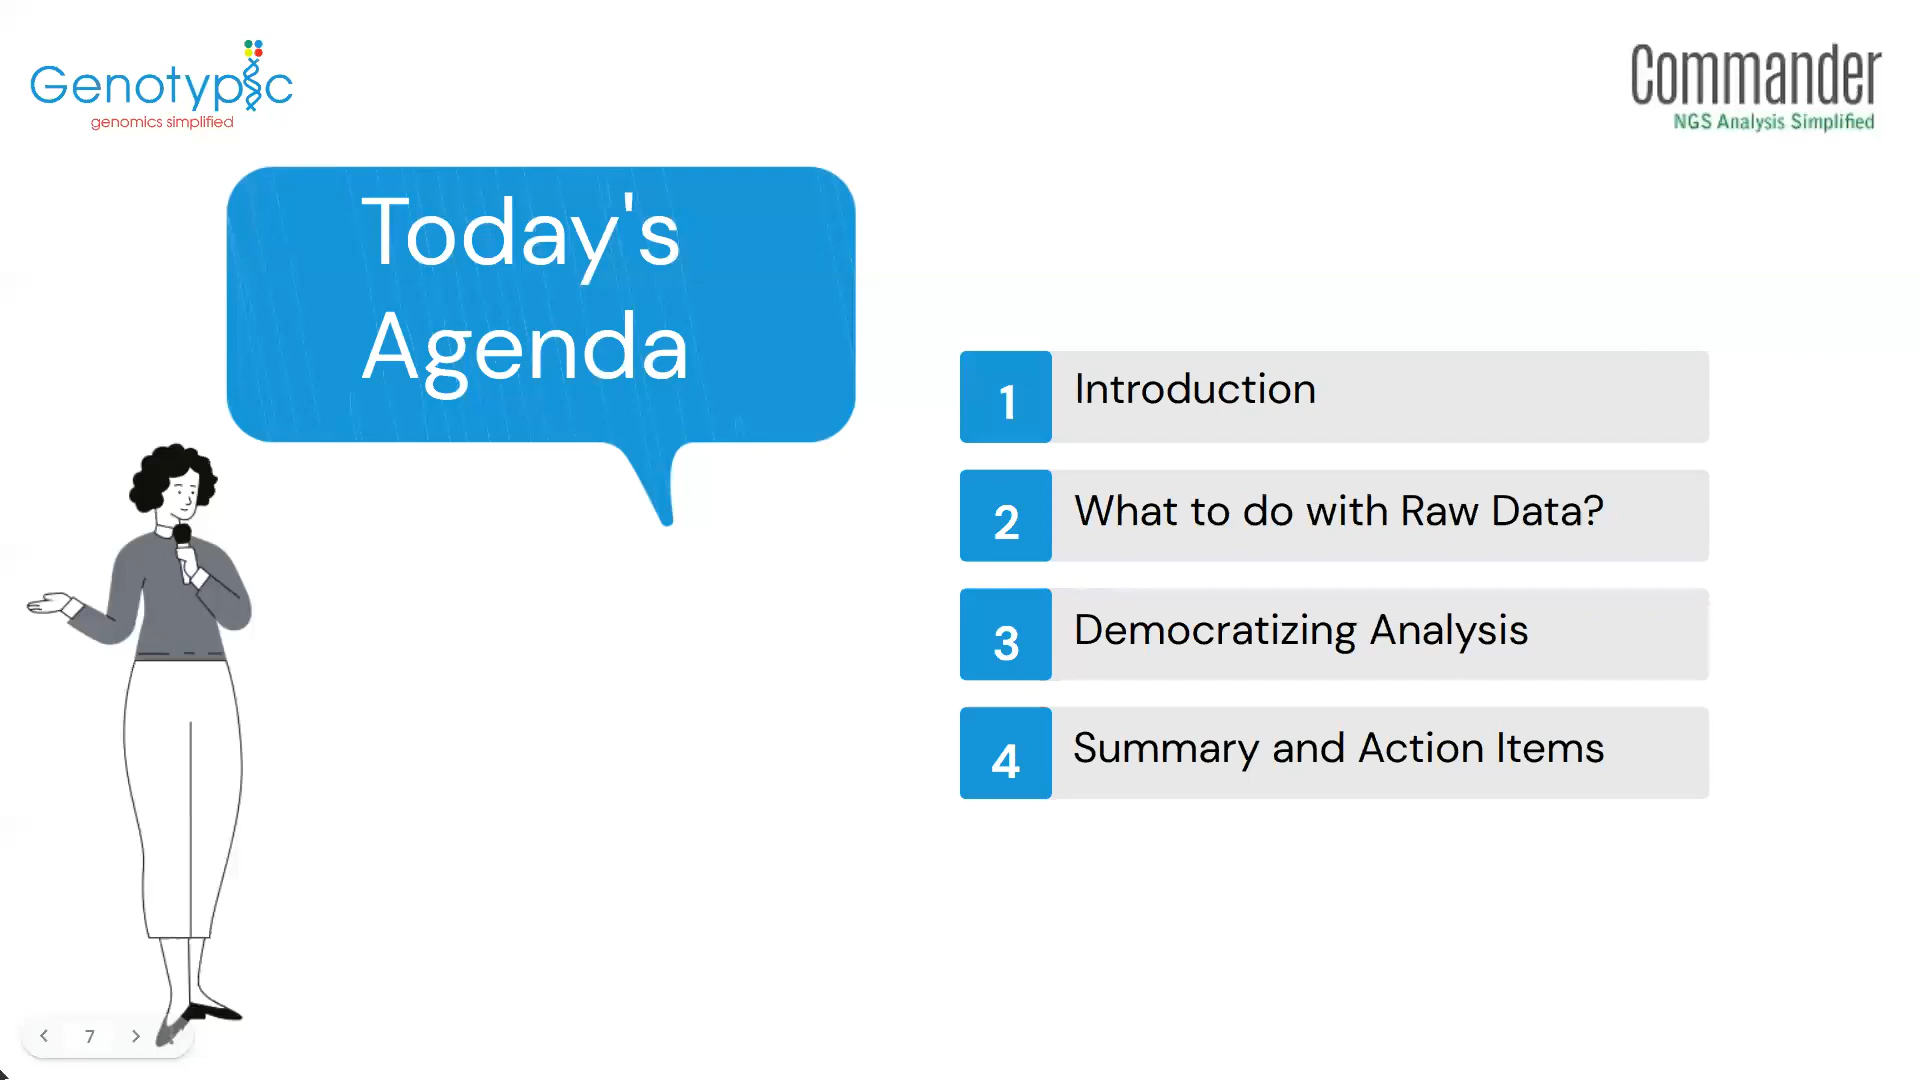 Genotypic
genomics simplified
Commander
NGS Analysis Simplified
Today's
Agenda
1 Introduction
2 What to do with Raw Data?
3 Democratizing Analysis
4 Summary and Action Items
7